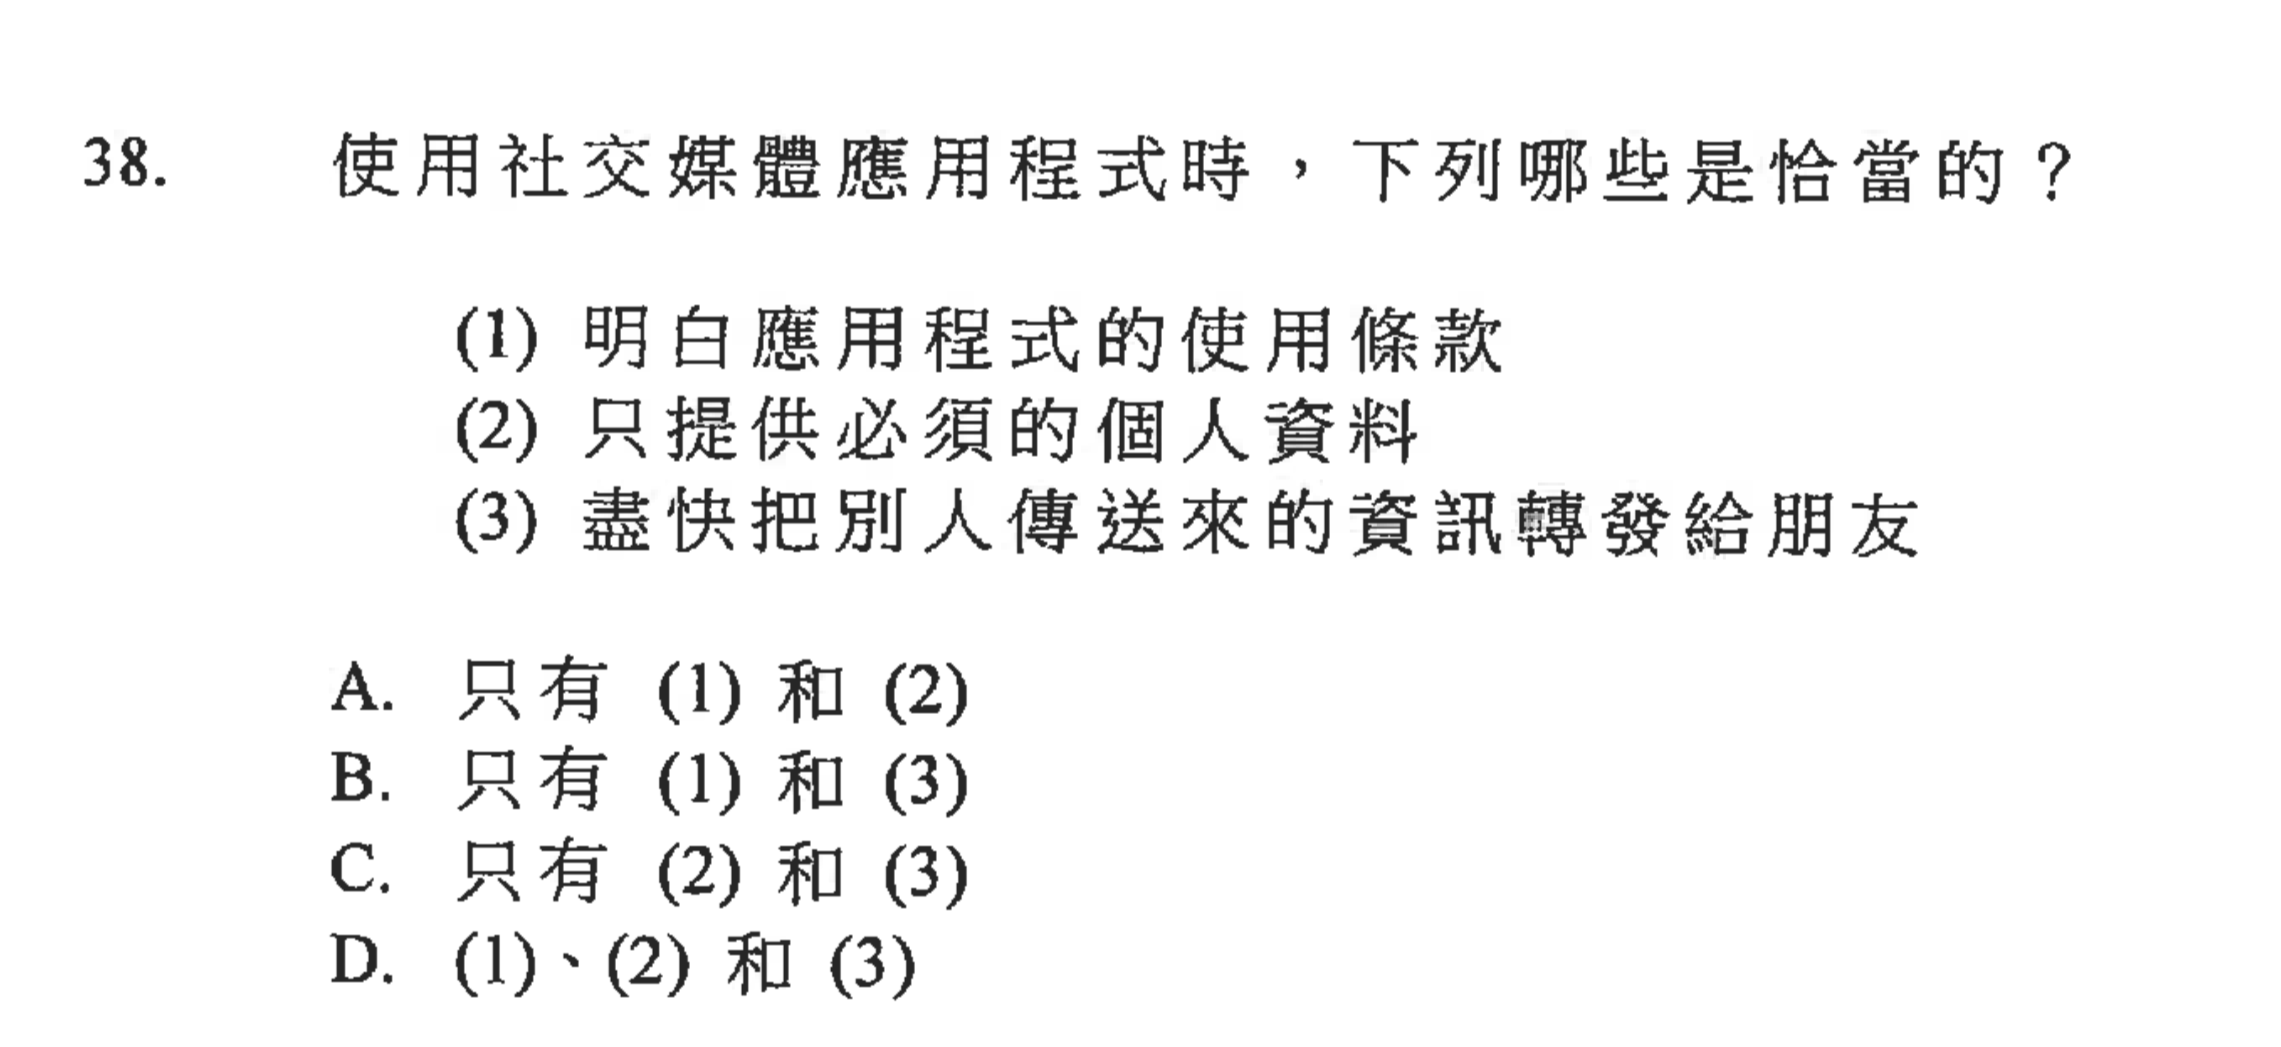 38. 使用社交媒體應用程式時，下列哪些是恰當的？
(1) 明白應用程式的使用條款
(2) 只提供必須的個人資料
(3) 盡快把別人傳送來的資訊轉發給朋友
A. 只有 (1) 和 (2)
B. 只有 (1) 和 (3)
C. 只有 (2) 和 (3)
D. (1)、(2) 和 (3)